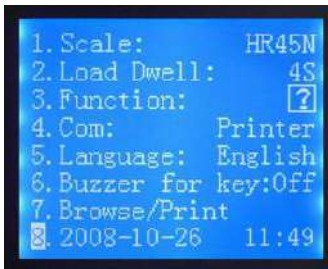 1.Scale: HR45N
2.Load Dwell: 4S
3.Function: ?
4.Com: Printer
5.Language: English
6.Buzzer for key:Off
7.Browse/Print
8.2008-10-26 11:49